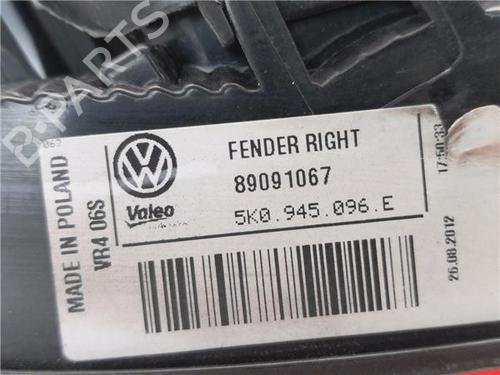 FENDER RIGHT
89091067
5K0.945.096.E
Valeo
MADE IN POLAND
VR4 06S
17:50:33
26.08.2012
B-PARTS
067